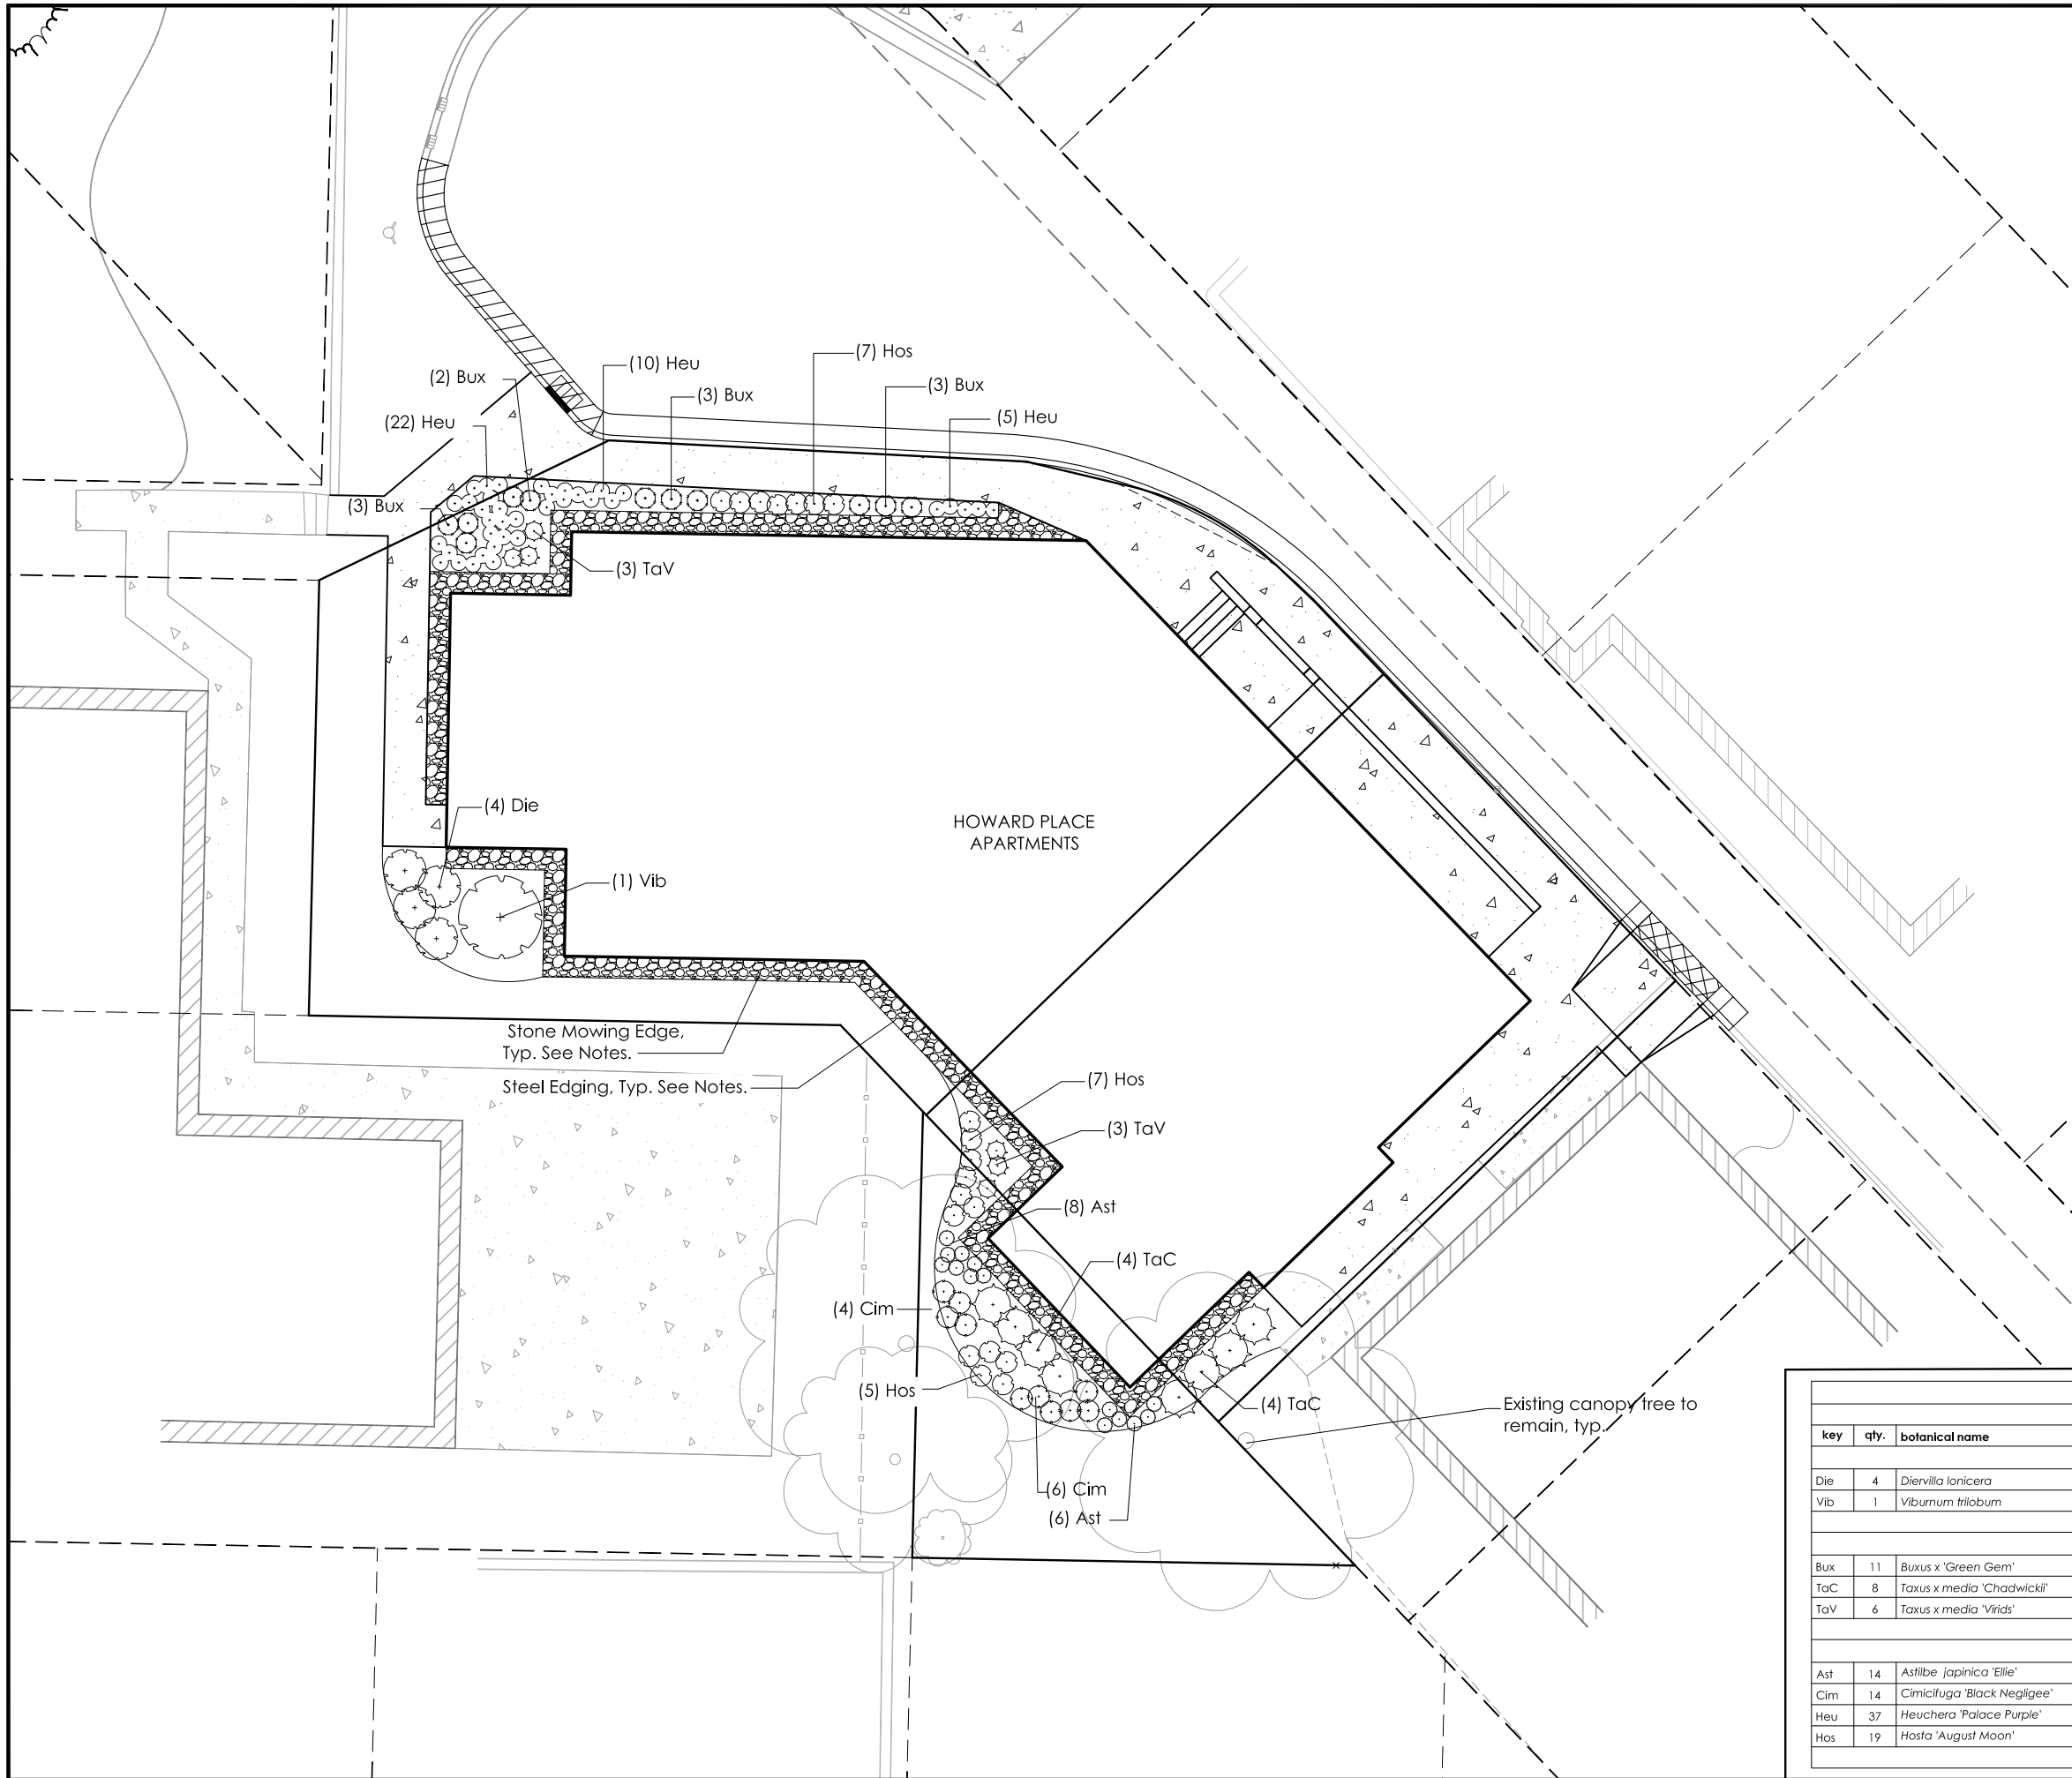 (10) Heu
(7) Hos
(2) Bux
(3) Bux
(3) Bux
(22) Heu
(5) Heu
(3) Bux
(3) TaV
(4) Die
HOWARD PLACE
APARTMENTS
(1) Vib
Stone Mowing Edge,
Typ. See Notes.
Steel Edging, Typ. See Notes.
(7) Hos
(3) TaV
(8) Ast
(4) TaC
(4) Cim
(5) Hos
(4) TaC
Existing canopy tree to
remain, typ.
(6) Cim
(6) Ast
key qty. botanical name
Die 4 Diervilla lonicera
Vib 1 Viburnum trilobum
Bux 11 Buxus x 'Green Gem'
TaC 8 Taxus x media 'Chadwickii'
TaV 6 Taxus x media 'Virids'
Ast 14 Astilbe japinica 'Ellie'
Cim 14 Cimicifuga 'Black Negligee'
Heu 37 Heuchera 'Palace Purple'
Hos 19 Hosta 'August Moon'